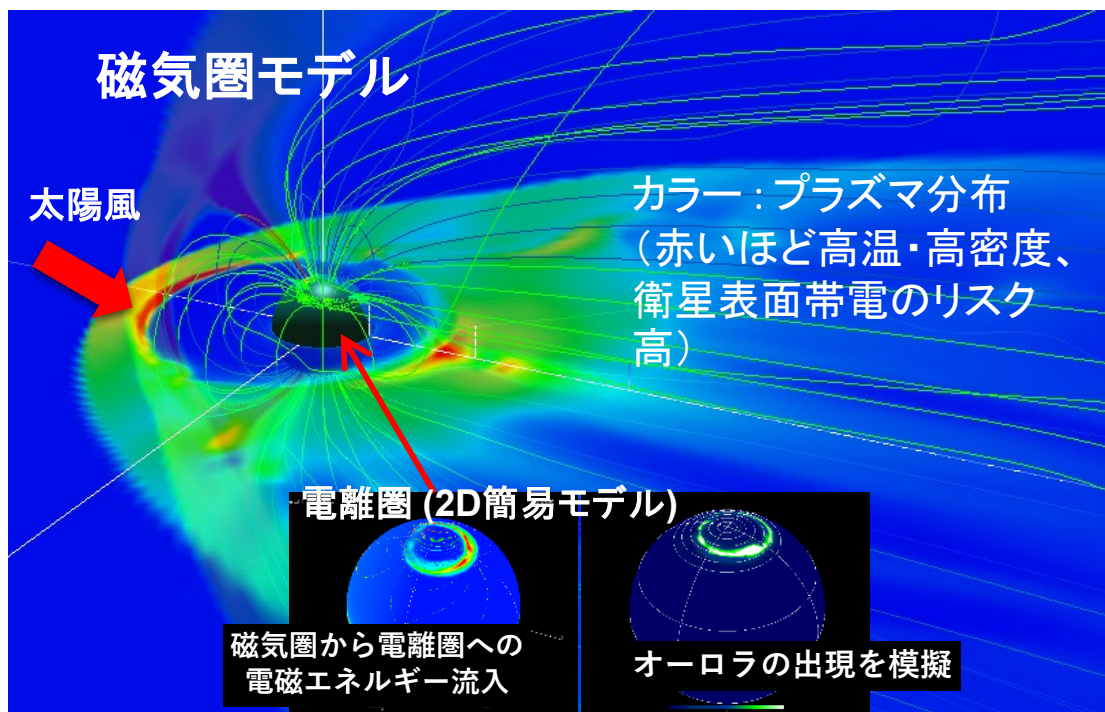 磁気圏モデル
太陽風
カラー：プラズマ分布
（赤いほど高温・高密度、
衛星表面帯電のリスク
高）
電離圏 (2D簡易モデル)
磁気圏から電離圏への
電磁エネルギー流入
オーロラの出現を模擬